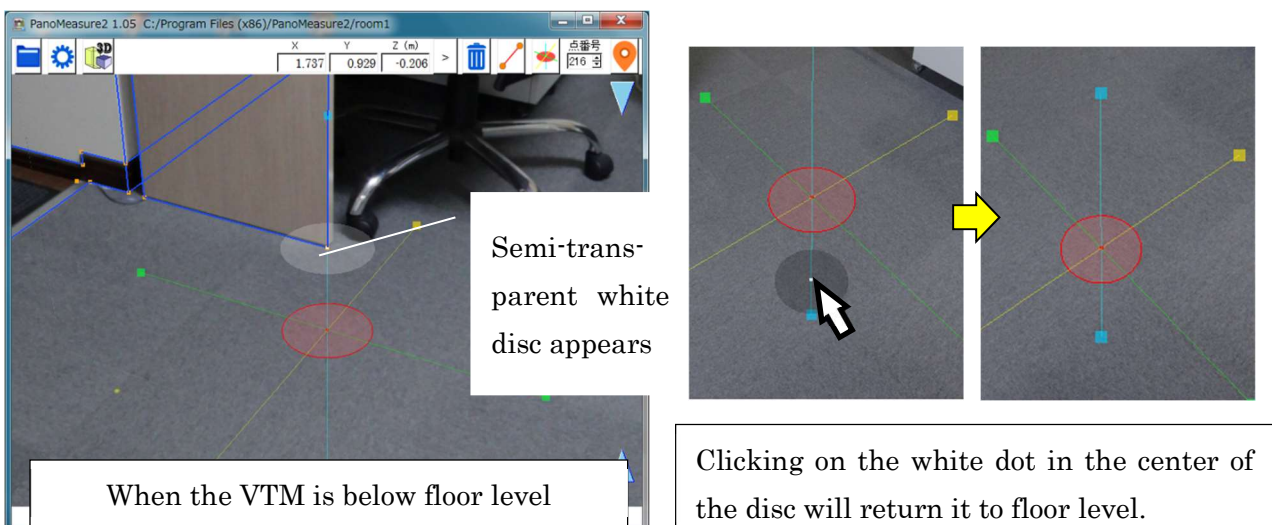 PanoMeasure2 1.05 C:/Program Files (x86)/PanoMeasure2/room1
3D
X Y Z (m)
1.737 0.929 -0.206 >
点番号
216
Semi-trans-
parent white
disc appears
When the VTM is below floor level
Clicking on the white dot in the center of
the disc will return it to floor level.